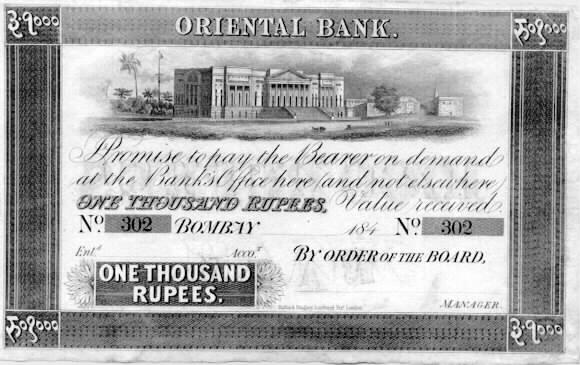 ORIENTAL BANK.
I Promise to pay the Bearer on demand
at the Bank's Office here (and not elsewhere)
ONE THOUSAND RUPEES, Value received.
No. 302 BOMBAY 184 No. 302
Ent.d Acco.t BY ORDER OF THE BOARD,
ONE THOUSAND
RUPEES.
MANAGER.